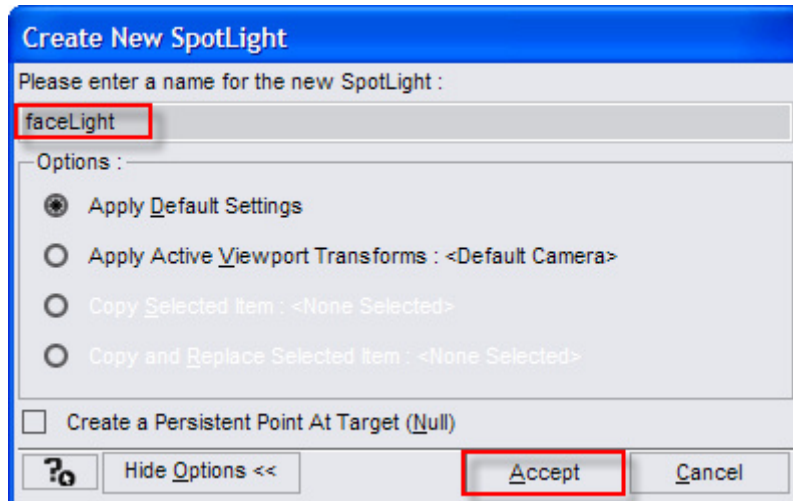 Create New SpotLight
Please enter a name for the new SpotLight :
faceLight
Options :
Apply Default Settings
Apply Active Viewport Transforms : <Default Camera>
Copy Selected Item : <None Selected>
Copy and Replace Selected Item : <None Selected>
Create a Persistent Point At Target (Null)
?
Hide Options <<
Accept
Cancel